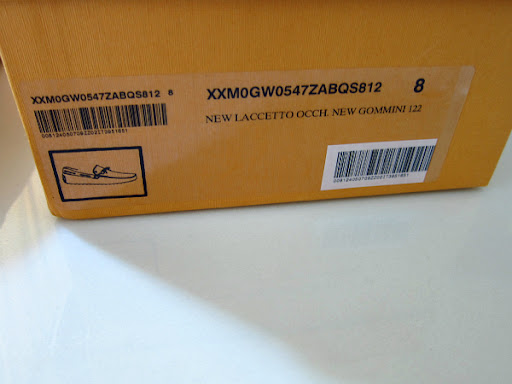 XXM0GW0547ZABQS812 8
XXM0GW0547ZABQS812 8
NEW LACCETTO OCCH. NEW GOMMINI 122